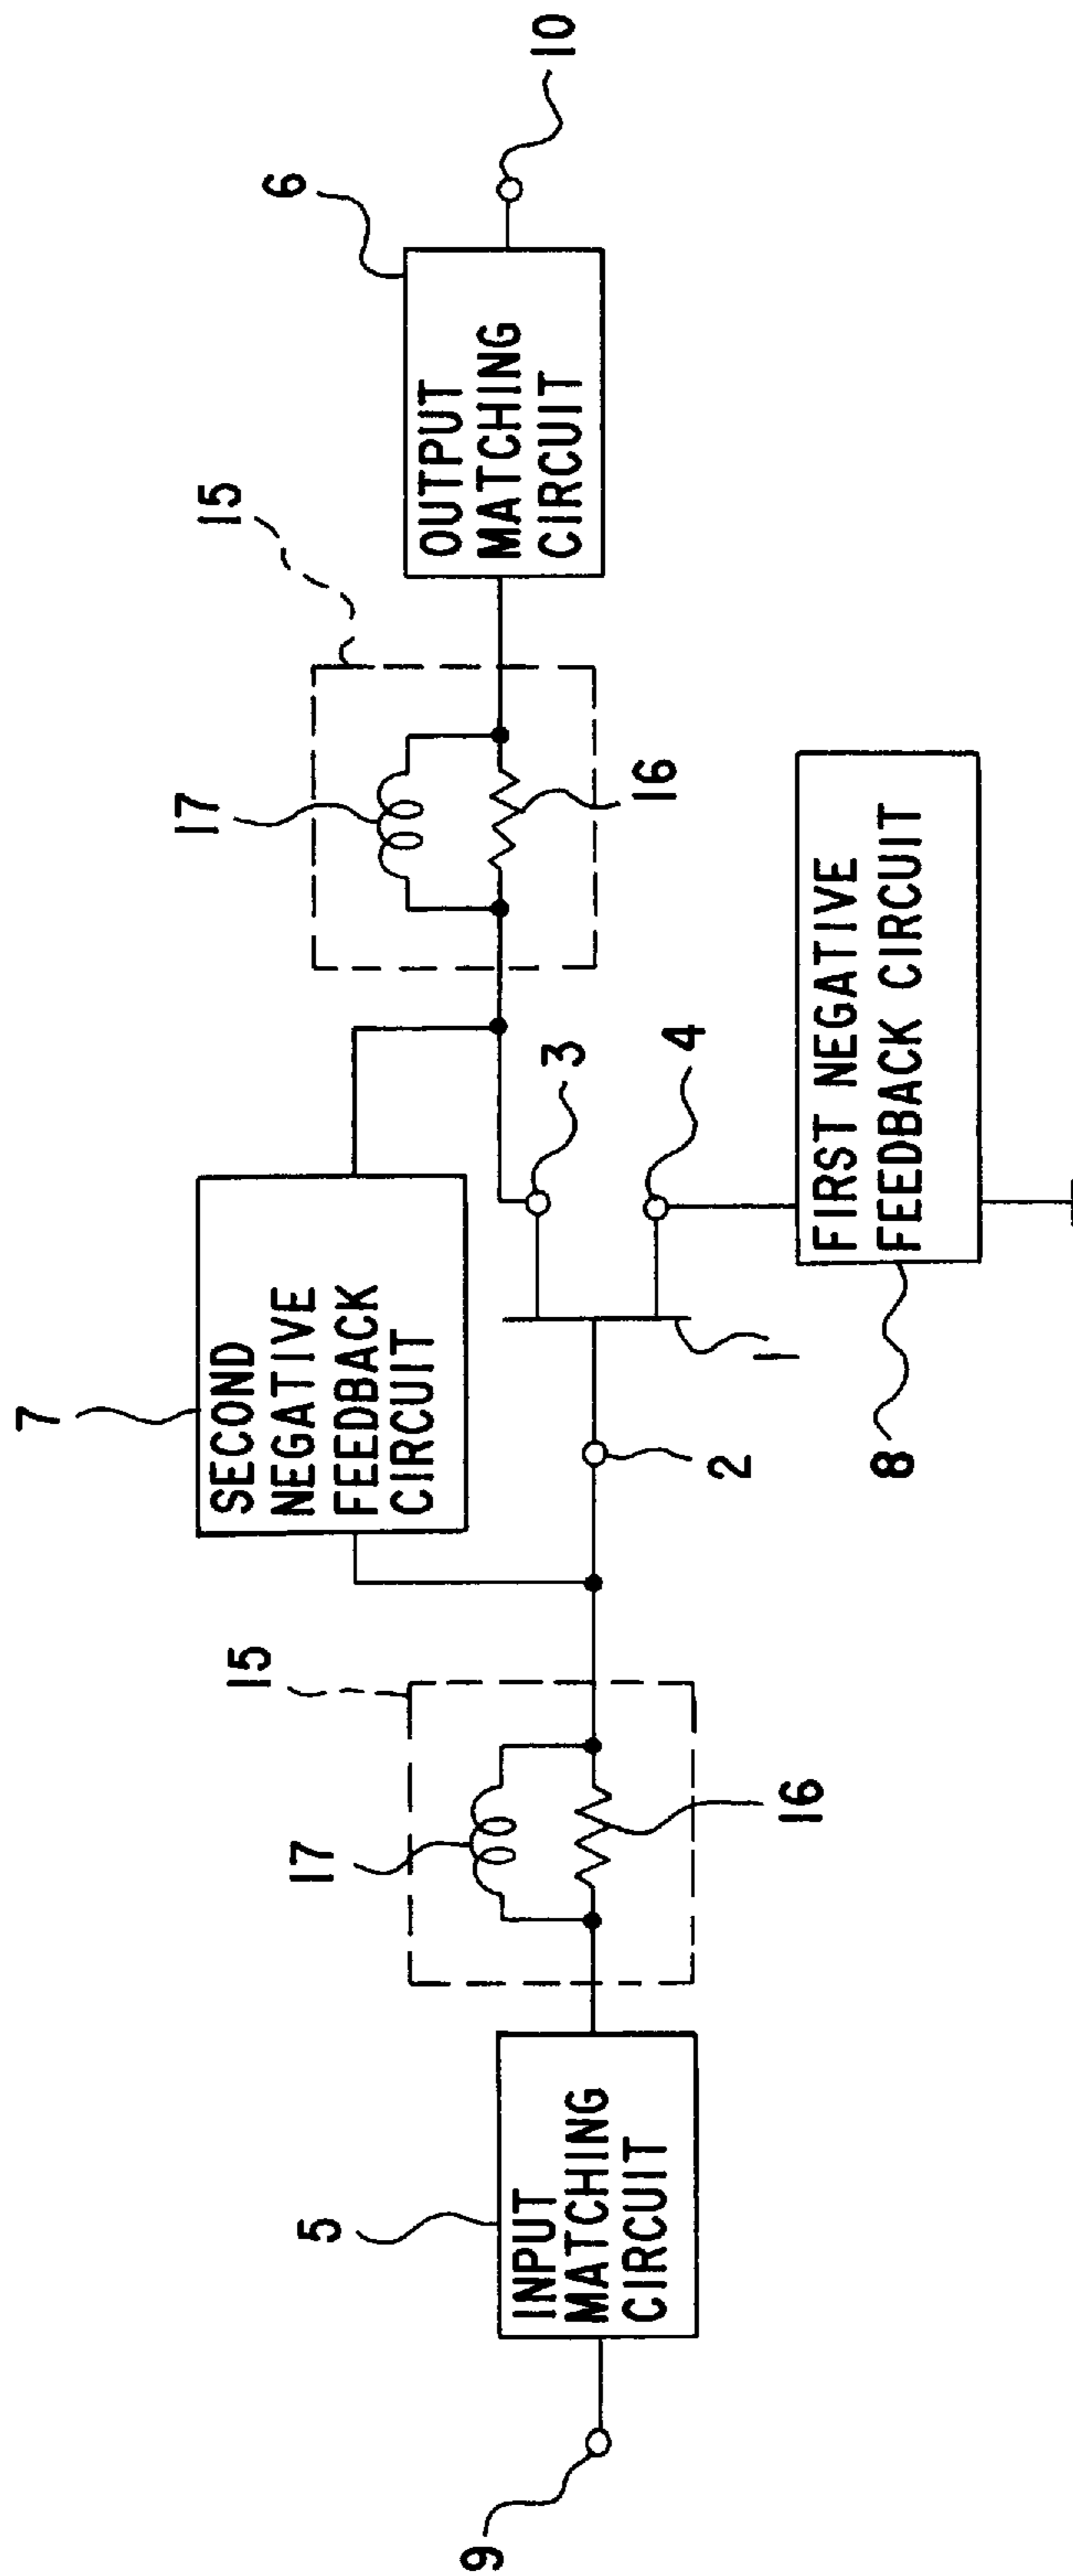 7
SECOND
NEGATIVE
FEEDBACK
CIRCUIT
15
17
16
6
OUTPUT
MATCHING
CIRCUIT
10
15
17
16
5
INPUT
MATCHING
CIRCUIT
9
2
3
4
1
8
FIRST NEGATIVE
FEEDBACK CIRCUIT